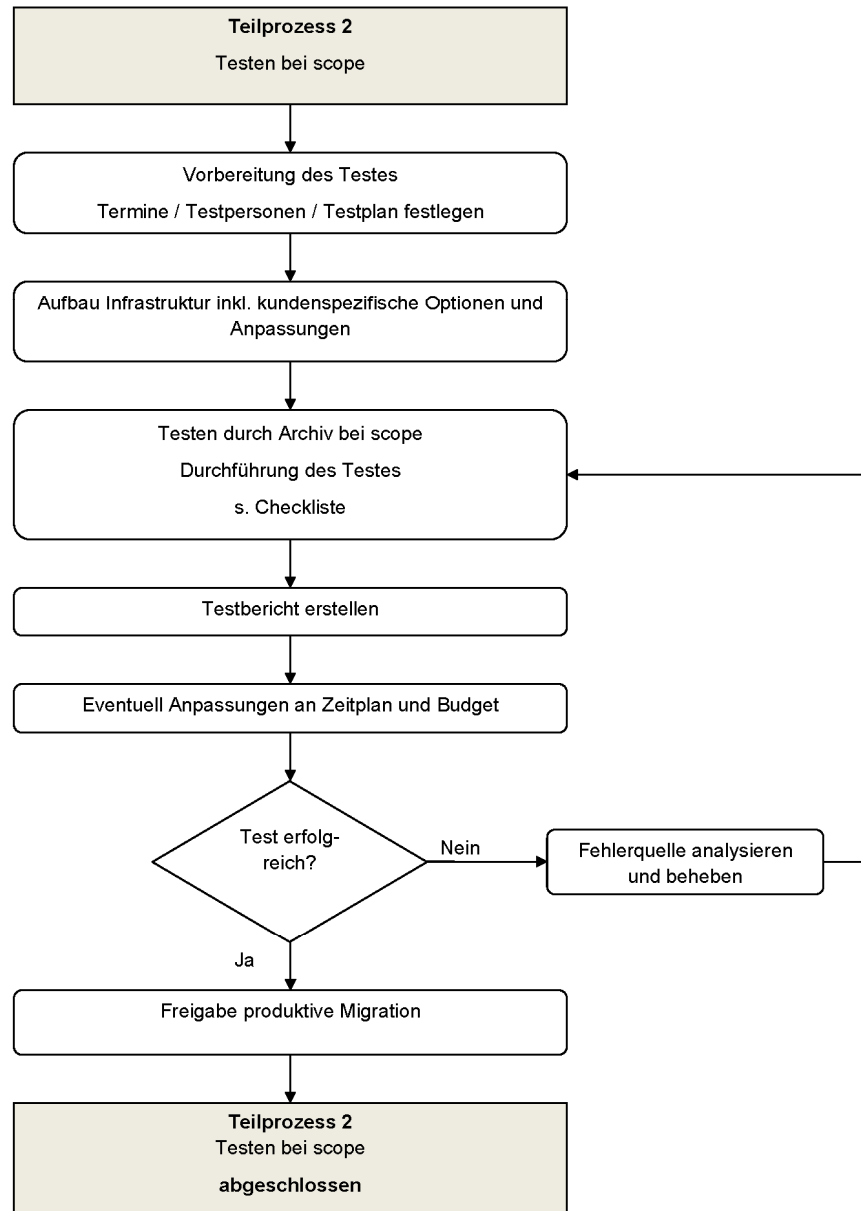 Teilprozess 2
Testen bei scope
Vorbereitung des Testes
Termine / Testpersonen / Testplan festlegen
Aufbau Infrastruktur inkl. kundenspezifische Optionen und
Anpassungen
Testen durch Archiv bei scope
Durchführung des Testes
s. Checkliste
Testbericht erstellen
Eventuell Anpassungen an Zeitplan und Budget
Test erfolg-
reich?
Nein
Fehlerquelle analysieren
und beheben
Ja
Freigabe produktive Migration
Teilprozess 2
Testen bei scope
abgeschlossen